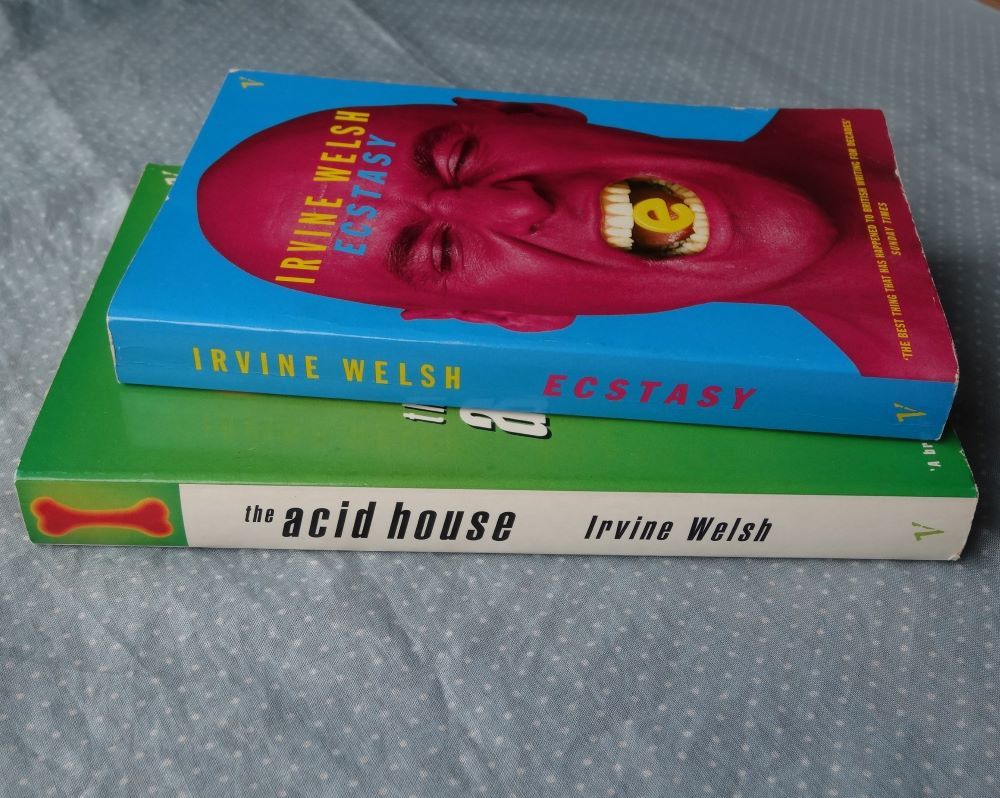 V
IRVINE WELSH
ECSTASY
e
'THE BEST THING THAT HAS HAPPENED TO BRITISH WRITING FOR DECADES'
SUNDAY TIMES
IRVINE WELSH ECSTASY V
a
'A br
the acid house Irvine Welsh V